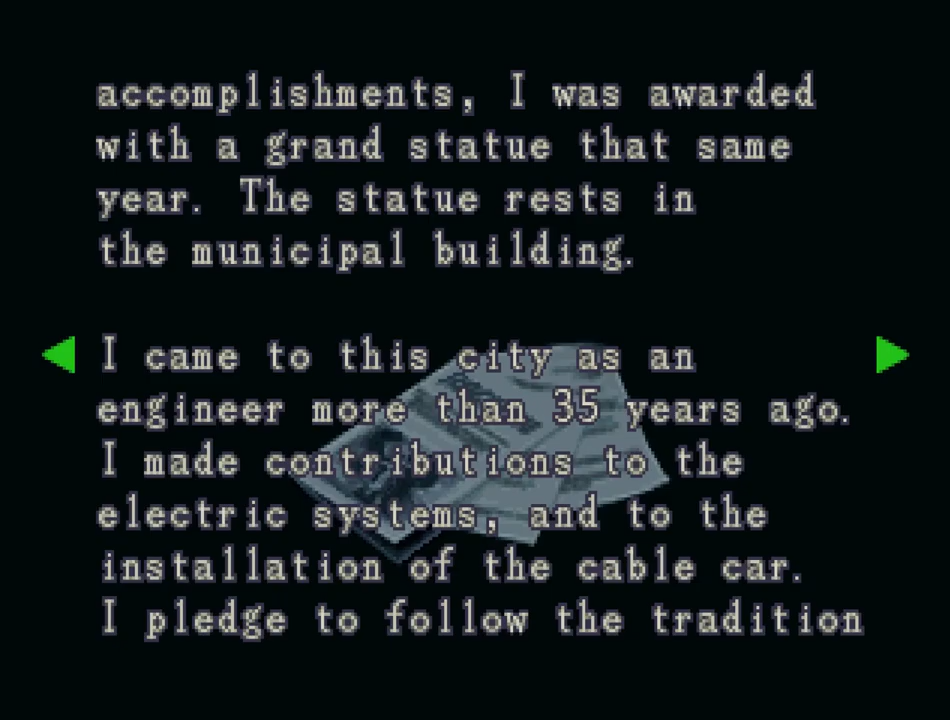 accomplishments, I was awarded
with a grand statue that same
year. The statue rests in
the municipal building.
I came to this city as an
engineer more than 35 years ago.
I made contributions to the
electric systems, and to the
installation of the cable car.
I pledge to follow the tradition